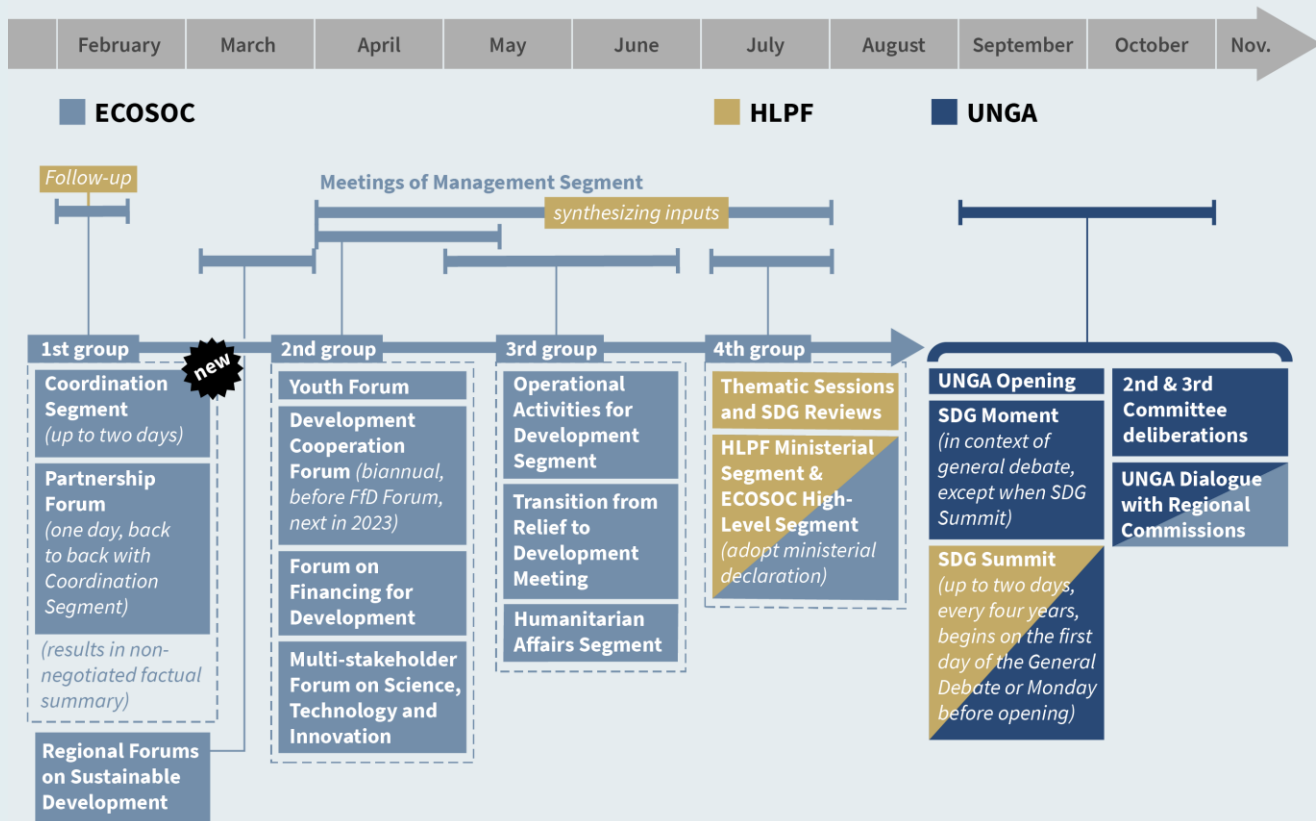 February
March
April
May
June
July
August
September
October
Nov.
ECOSOC
HLPF
UNGA
Follow-up
Meetings of Management Segment
synthesizing inputs
1st group
new
Coordination
Segment
(up to two days)
Partnership
Forum
(one day, back
to back with
Coordination
Segment)
(results in non-
negotiated factual
summary)
Regional Forums
on Sustainable
Development
2nd group
Youth Forum
Development
Cooperation
Forum (biannual,
before FfD Forum,
next in 2023)
Forum on
Financing for
Development
Multi-stakeholder
Forum on Science,
Technology and
Innovation
3rd group
Operational
Activities for
Development
Segment
Transition from
Relief to
Development
Meeting
Humanitarian
Affairs Segment
4th group
Thematic Sessions
and SDG Reviews
HLPF Ministerial
Segment &
ECOSOC High-
Level Segment
(adopt ministerial
declaration)
UNGA Opening
SDG Moment
(in context of
general debate,
except when SDG
Summit)
SDG Summit
(up to two days,
every four years,
begins on the first
day of the General
Debate or Monday
before opening)
2nd & 3rd
Committee
deliberations
UNGA Dialogue
with Regional
Commissions